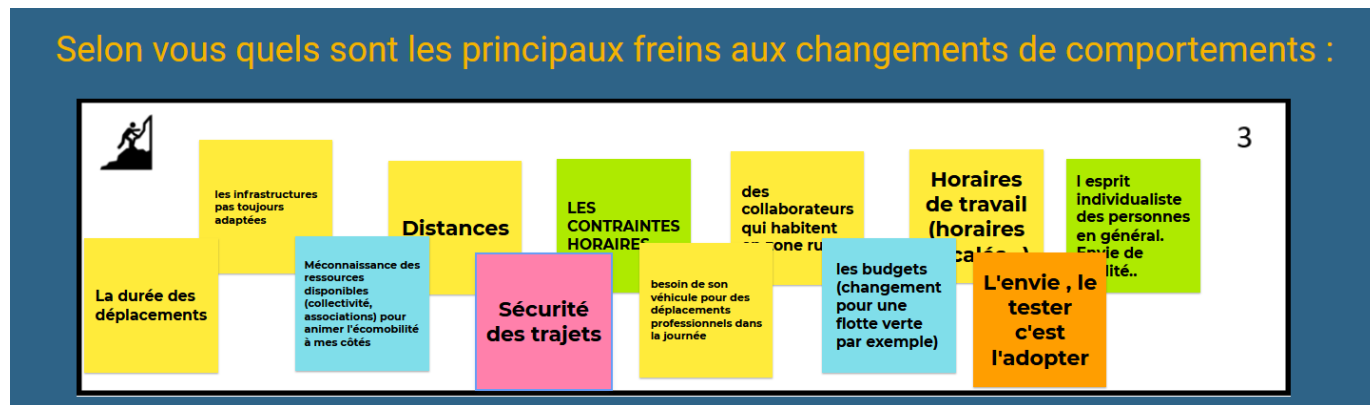 Selon vous quels sont les principaux freins aux changements de comportements :
3
les infrastructures
pas toujours
adaptées
Distances
LES
CONTRAINTES
HORAIRES
des
collaborateurs
qui habitent
zone
Horaires
de travail
(horaires
l esprit
individualiste
des personnes
en général.
Envie de
La durée des
déplacements
Méconnaissance des
ressources
disponibles
(collectivité,
associations) pour
animer l'écomobilité
à mes côtés
Sécurité
des trajets
besoin de son
véhicule pour des
déplacements
professionnels dans
la journée
les budgets
(changement
pour une
flotte verte
par exemple)
L'envie , le
tester
c'est
l'adopter